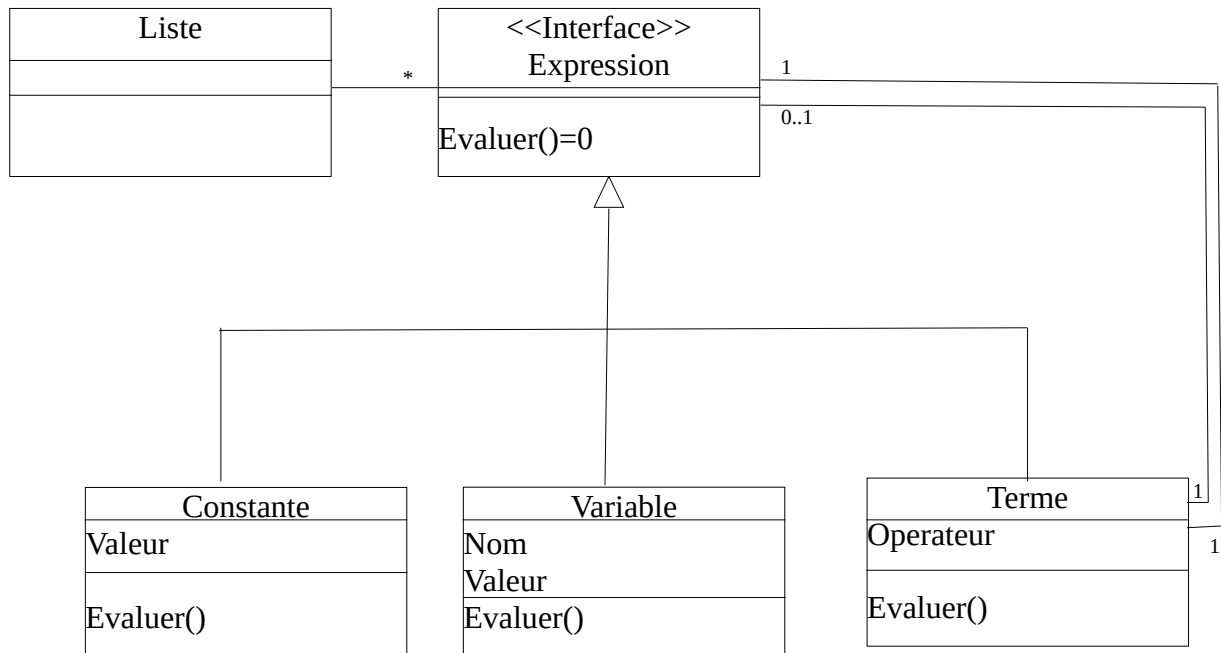 Liste
*
<<Interface>>
Expression
Evaluer()=0
1
0..1
Constante
Valeur
Evaluer()
Variable
Nom
Valeur
Evaluer()
Terme
Operateur
Evaluer()
1
1